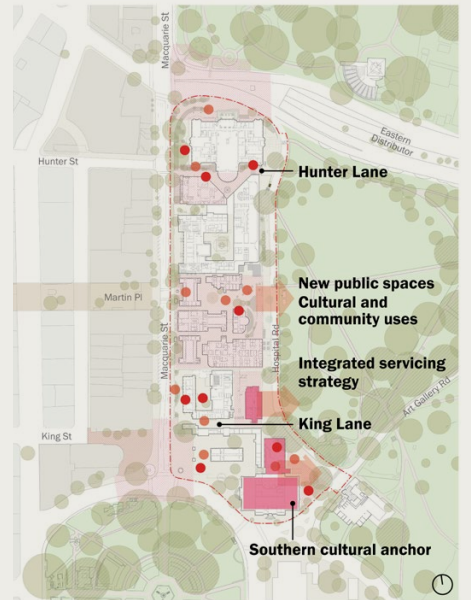 Macquarie St
Eastern
Distributor
Hunter St
Hunter Lane
New public spaces
Cultural and
community uses
Martin Pl
Macquarie St
Hospital Rd
Integrated servicing
strategy
Art Gallery Rd
King Lane
King St
Southern cultural anchor